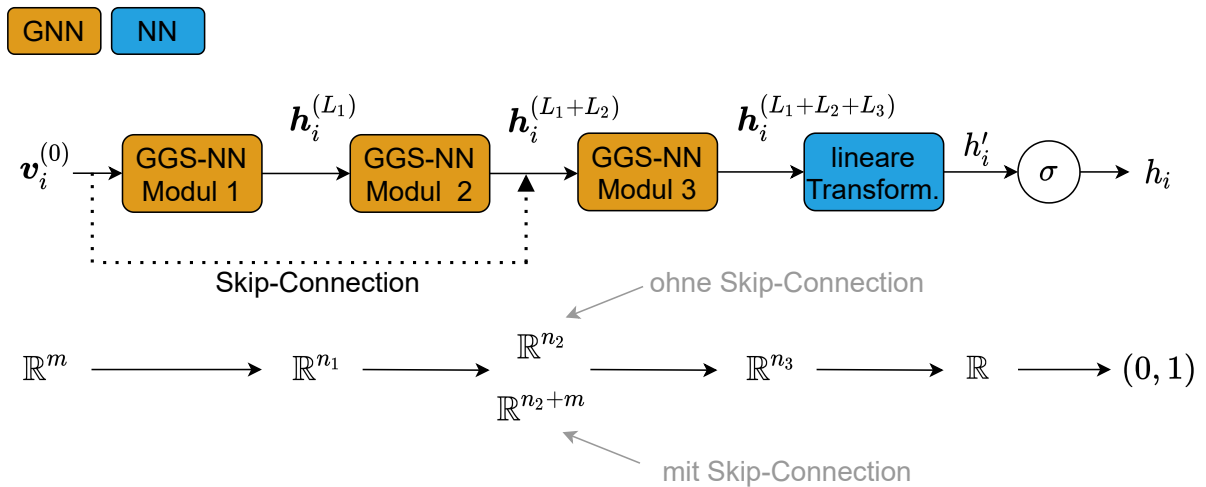 GNN NN
v_i^(0) GGS-NN Modul 1 h_i^(L_1) GGS-NN Modul 2 h_i^(L_1+L_2) GGS-NN Modul 3 h_i^(L_1+L_2+L_3) lineare Transform. h'_i σ h_i
Skip-Connection
ohne Skip-Connection
ℝ^m ℝ^{n_1} ℝ^{n_2} ℝ^{n_2+m} ℝ^{n_3} ℝ (0, 1)
mit Skip-Connection